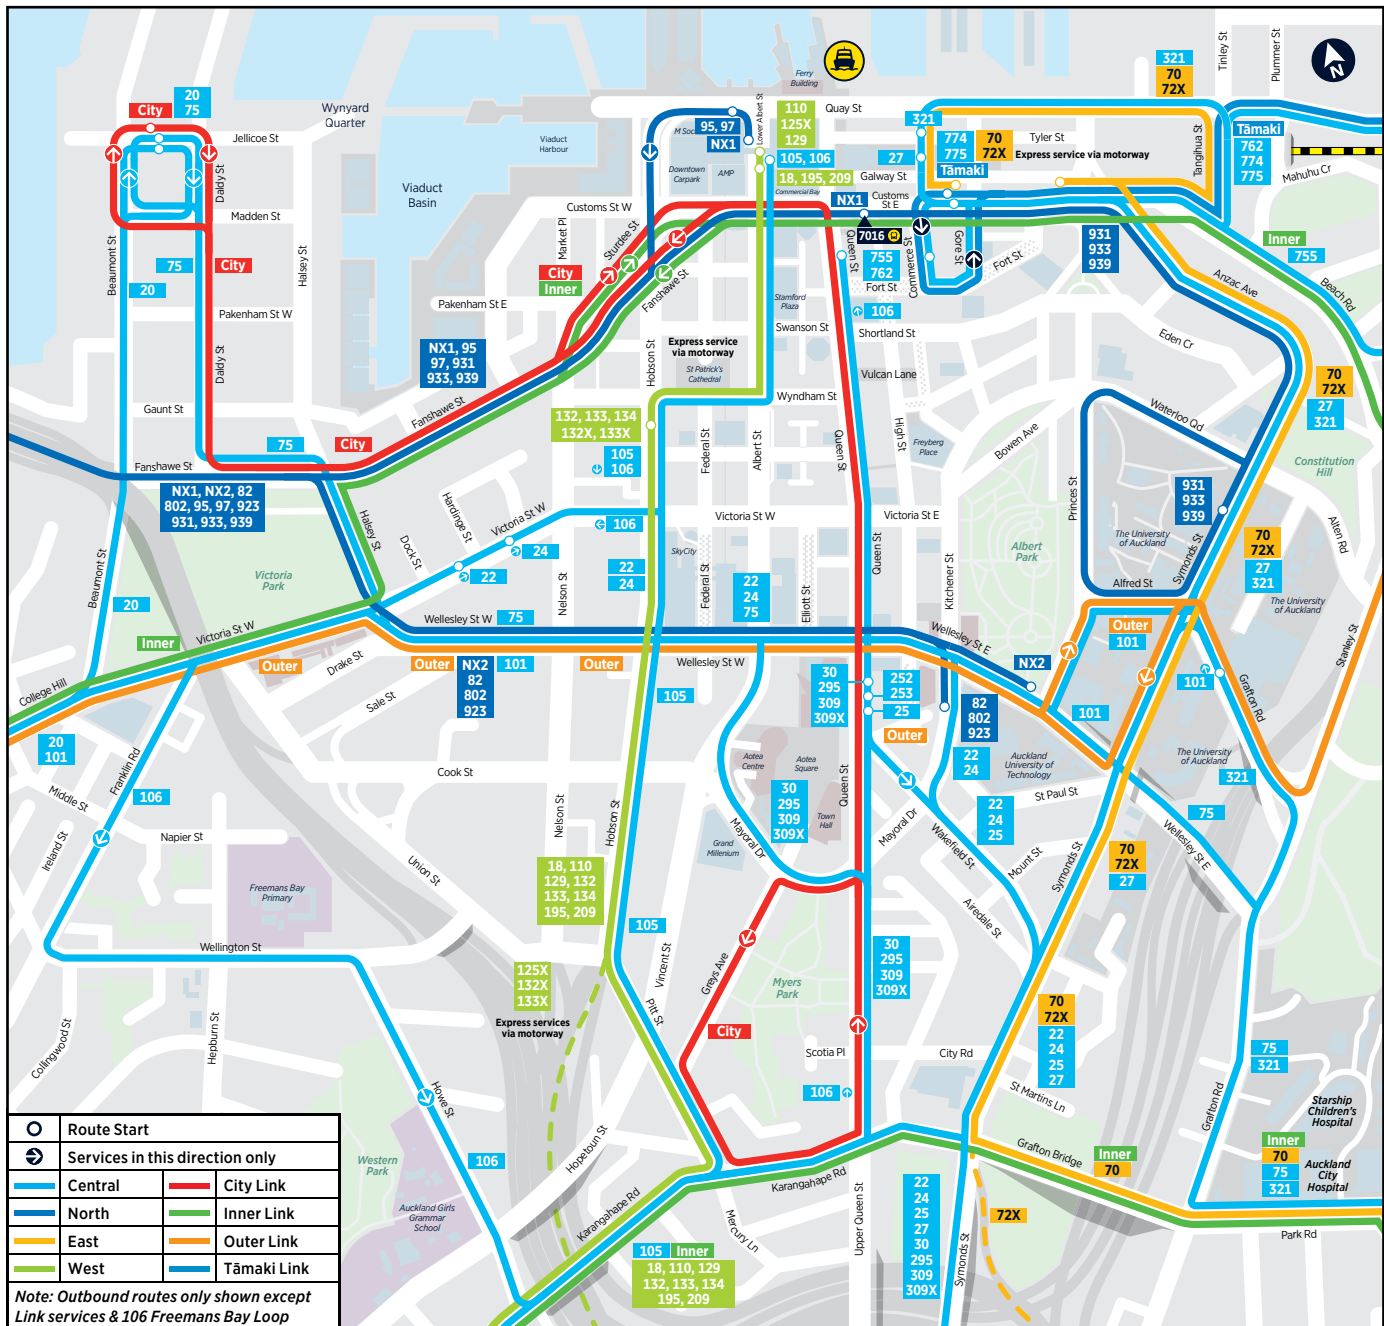 321
70
72X
Tinley St
Plummer St
N
Ferry
Building
20
75
City
Wynyard
Quarter
Jellicoe St
Viaduct
Harbour
M Social
95, 97
NX1
Lower Albert St
110
125X
129
Quay St
321
774
775
Tāmaki
70
72X
Tyler St
Express service via motorway
Tāmaki
762
774
775
Tangihua St
Mahuhu Cr
Daldy St
Viaduct
Basin
Downtown
Carpark
AMP
105, 106
18, 195, 209
Commercial Bay
27
Galway St
Customs
St E
NX1
7016
Madden St
Customs St W
Market Pl
Sturdee St
Beaumont St
Halsey St
75
City
20
City
Inner
Fanshawe St
Queen St
755
762
Fort St
Commerce St
Gore St
Fort St
931
933
939
Inner
755
Anzac Ave
Beach Rd
Pakenham St E
Pakenham St W
Stamford
Plaza
Swanson St
106
Shortland St
Eden Cr
Daldy St
NX1, 95
97, 931
933, 939
Hobson St
Express service
via motorway
St Patrick's
Cathedral
Vulcan Lane
70
72X
27
321
Gaunt St
Fanshawe St
Wyndham St
132, 133, 134
132X, 133X
Waterloo Qd
75
City
105
106
Federal St
Albert St
Queen St
High St
Freyberg
Place
Bowen Ave
Constitution
Hill
Fanshawe St
NX1, NX2, 82
802, 95, 97, 923
931, 933, 939
Halsey St
Hardinge St
Dock St
Victoria St W
106
Victoria St W
Victoria St E
Princes St
931
933
939
The University
of Auckland
Symonds St
Alten Rd
24
22
SkyCity
Albert
Park
70
72X
27
321
Queen St
Kitchener St
Victoria
Park
Beaumont St
20
Nelson St
22
24
Federal St
22
24
75
Elliott St
Alfred St
The University
of Auckland
Inner
Victoria St W
Wellesley St W
75
Wellesley St E
Outer
101
Stanley St
College Hill
Outer
Drake St
Outer
NX2
82
802
923
101
Outer
Wellesley St W
NX2
Sale St
105
30
295
309
309X
252
253
25
Outer
82
802
923
101
101
Grafton Rd
20
101
Franklin Rd
22
24
Auckland
University of
Technology
The University
of Auckland
321
Middle St
106
Cook St
Aotea
Centre
Aotea
Square
Queen St
30
295
309
309X
Town
Hall
22
24
25
St Paul St
75
Wellesley St E
Ireland St
Napier St
Nelson St
Hobson St
Mayoral Dr
Grand
Millenium
Mayoral Dr
Wakefield St
Mount St
Symonds St
70
72X
27
Union St
18, 110
129, 132
133, 134
195, 209
Freemans Bay
Primary
Airedale St
Wellington St
105
Vincent St
Greys Ave
30
295
309
309X
125X
132X
133X
Express services
via motorway
Myers
Park
Pitt St
70
72X
22
24
25
27
City
Collingwood St
Hepburn St
Scotia Pl
City Rd
75
321
106
St Martins Ln
Howe St
Grafton Rd
Starship
Children's
Hospital
Hopetoun St
Western
Park
106
Grafton Bridge
Inner
70
Inner
70
75
321
Auckland
City
Hospital
Karangahape Rd
Karangahape Rd
Auckland Girls
Grammar
School
Mercury Ln
Upper Queen St
22
24
25
27
30
295
309
309X
Symonds St
72X
Park Rd
105
Inner
18, 110, 129
132, 133, 134
195, 209
Route Start
Services in this direction only
Central
City Link
North
Inner Link
East
Outer Link
West
Tāmaki Link
Note: Outbound routes only shown except
Link services & 106 Freemans Bay Loop